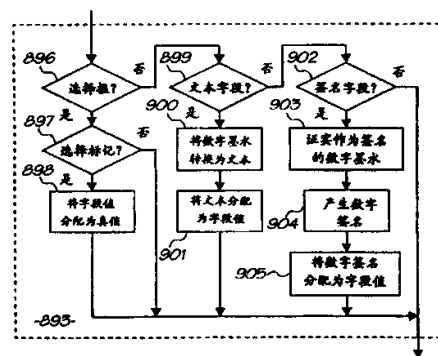 896
选择框?
否
是
897
选择标记?
否
是
898
将字段值
分配为真值
899
文本字段?
否
是
900
将数字墨水
转换为文本
将文本分配
为字段值
901
902
签名字段?
否
是
903
证实作为签名
的数字墨水
产生数字
签名
904
905
将数字签名
分配为字段值
-893-